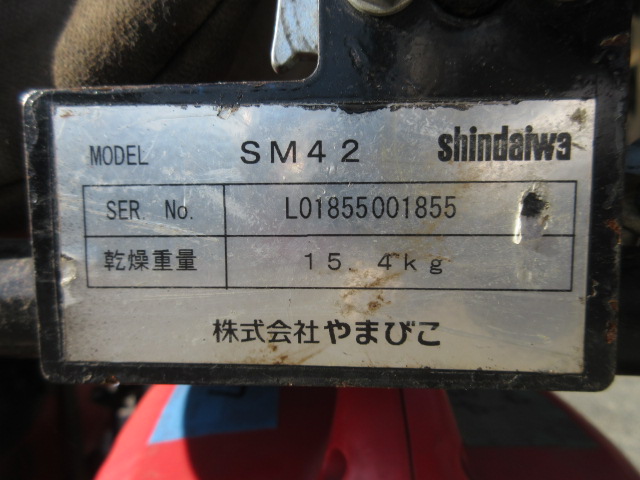 MODEL SM42 shindaiwa
SER. No. L01855001855
乾燥重量 15.4kg
株式会社やまびこ